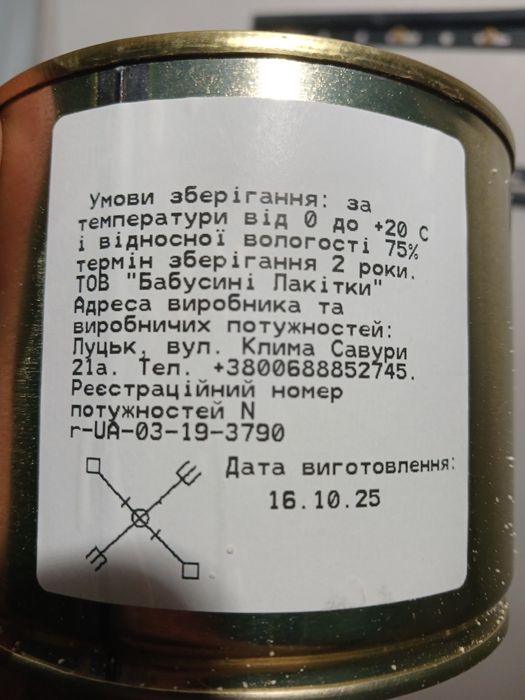 Умови зберігання: за
температури від 0 до +20 С
і відносної вологості 75%
термін зберігання 2 роки.
ТОВ "Бабусині Лакітки"
Адреса виробника та
виробничих потужностей:
Луцьк, вул. Клима Савури
21а. Тел. +3800688852745.
Реєстраційний номер
потужностей N
r-UA-03-19-3790
Дата виготовлення:
16.10.25